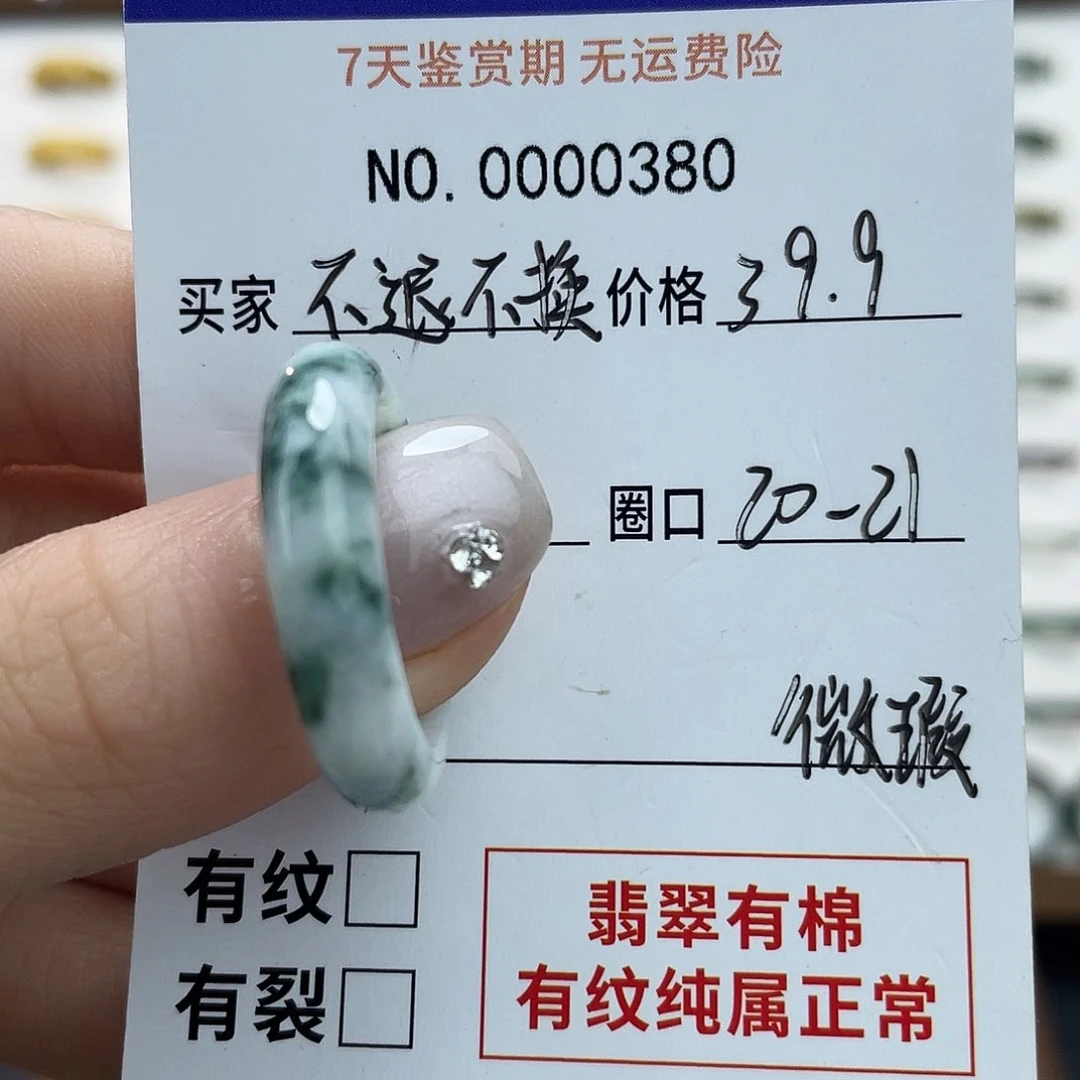 7天鉴赏期 无运费险
NO. 0000380
买家 不退不换 价格 39.9
圈口 20-21
微瑕
有纹
有裂
翡翠有棉
有纹纯属正常